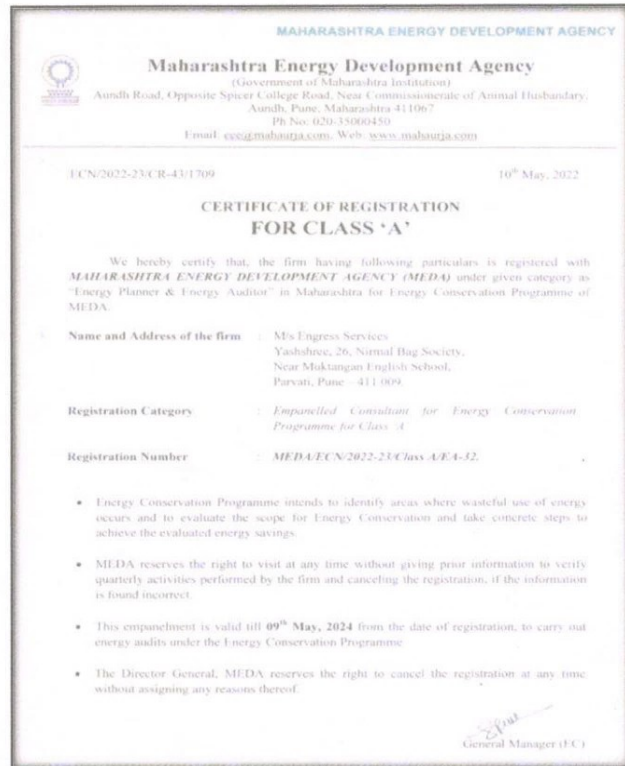 MAHARASHTRA ENERGY DEVELOPMENT AGENCY
Maharashtra Energy Development Agency
(Government of Maharashtra Institution)
Aundh Road, Opposite Spicer College Road, Near Commissionerate of Animal Husbandary,
Aundh, Pune, Maharashtra 411067
Ph No: 020-35000450
Email: eee@mahaurja.com, Web: www.mahaurja.com
ECN/2022-23/CR-43/1709 10th May, 2022
CERTIFICATE OF REGISTRATION
FOR CLASS ‘A’
We hereby certify that, the firm having following particulars is registered with
MAHARASHTRA ENERGY DEVELOPMENT AGENCY (MEDA) under given category as
“Energy Planner & Energy Auditor” in Maharashtra for Energy Conservation Programme of
MEDA.
Name and Address of the firm : M/s Engress Services
Yashshree, 26, Nirmal Bag Society,
Near Muktangan English School,
Parvati, Pune – 411 009.
Registration Category : Empanelled Consultant for Energy Conservation
Programme for Class ‘A’
Registration Number : MEDA/ECN/2022-23/Class A/EA-32.
• Energy Conservation Programme intends to identify areas where wasteful use of energy
occurs and to evaluate the scope for Energy Conservation and take concrete steps to
achieve the evaluated energy savings.
• MEDA reserves the right to visit at any time without giving prior information to verify
quarterly activities performed by the firm and canceling the registration, if the information
is found incorrect.
• This empanelment is valid till 09th May, 2024 from the date of registration, to carry out
energy audits under the Energy Conservation Programme
• The Director General, MEDA reserves the right to cancel the registration at any time
without assigning any reasons thereof.
General Manager (EC)